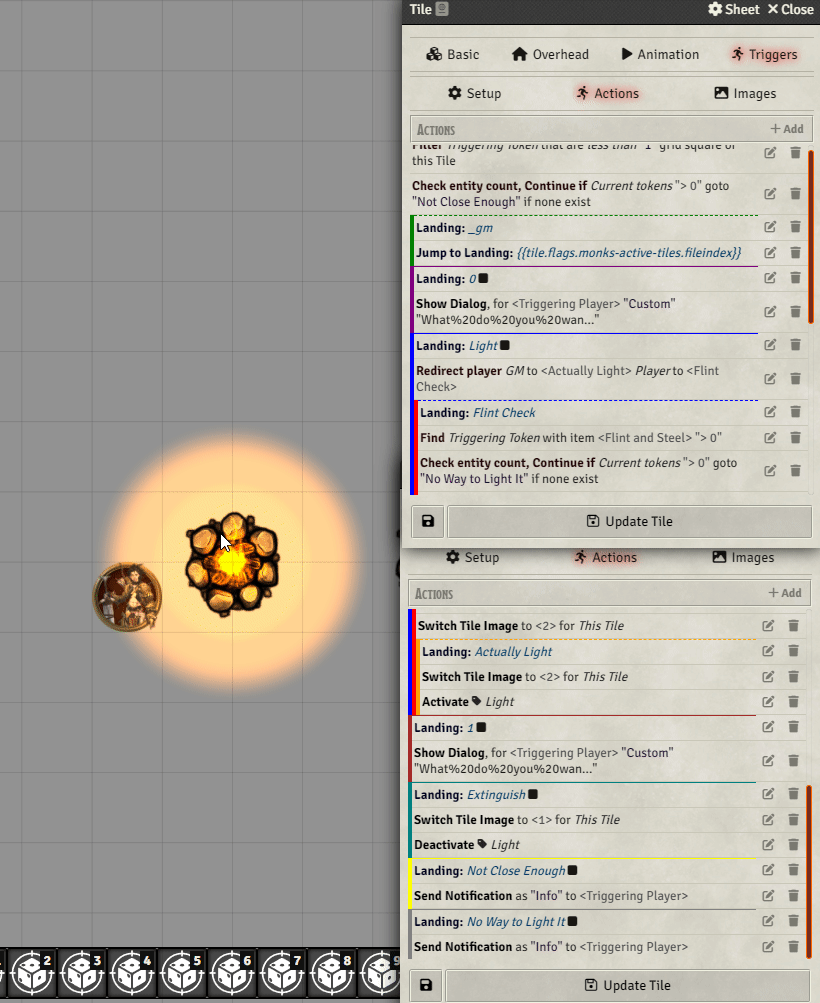 Tile Sheet Close
Basic Overhead Animation Triggers
Setup Actions Images
Actions + Add
Filter Triggering Token that are less than "1" grid square of
this Tile
Check entity count, Continue if Current tokens "> 0" goto
"Not Close Enough" if none exist
Landing: _gm
Jump to Landing: {{tile.flags.monks-active-tiles.fileindex}}
Landing: 0
Show Dialog, for <Triggering Player> "Custom"
"What%20do%20you%20wan..."
Landing: Light
Redirect player GM to <Actually Light> Player to <Flint
Check>
Landing: Flint Check
Find Triggering Token with item <Flint and Steel> "> 0"
Check entity count, Continue if Current tokens "> 0" goto
"No Way to Light It" if none exist
Update Tile
Setup Actions Images
Actions + Add
Switch Tile Image to <2> for This Tile
Landing: Actually Light
Switch Tile Image to <2> for This Tile
Activate Light
Landing: 1
Show Dialog, for <Triggering Player> "Custom"
"What%20do%20you%20wan..."
Landing: Extinguish
Switch Tile Image to <1> for This Tile
Deactivate Light
Landing: Not Close Enough
Send Notification as "Info" to <Triggering Player>
Landing: No Way to Light It
Send Notification as "Info" to <Triggering Player>
Update Tile
2 3 4 5 6 7 8 9